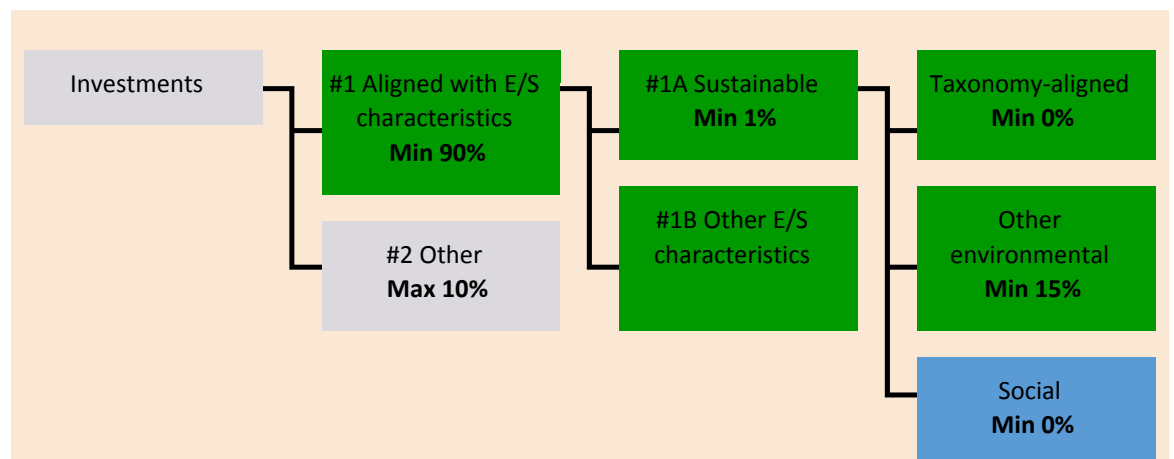 Investments
#1 Aligned with E/S
characteristics
Min 90%
#2 Other
Max 10%
#1A Sustainable
Min 1%
#1B Other E/S
characteristics
Taxonomy-aligned
Min 0%
Other
environmental
Min 15%
Social
Min 0%